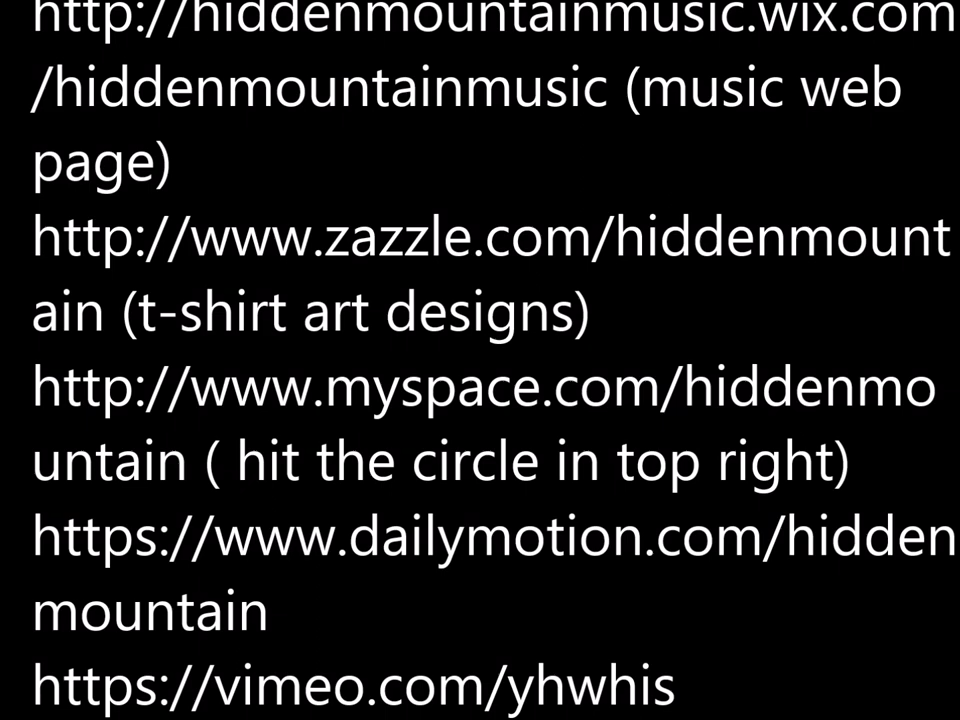 http://hiddenmountainmusic.wix.com
/hiddenmountainmusic (music web
page)
http://www.zazzle.com/hiddenmount
ain (t-shirt art designs)
http://www.myspace.com/hiddenmo
untain ( hit the circle in top right)
https://www.dailymotion.com/hidden
mountain
https://vimeo.com/yhwhis